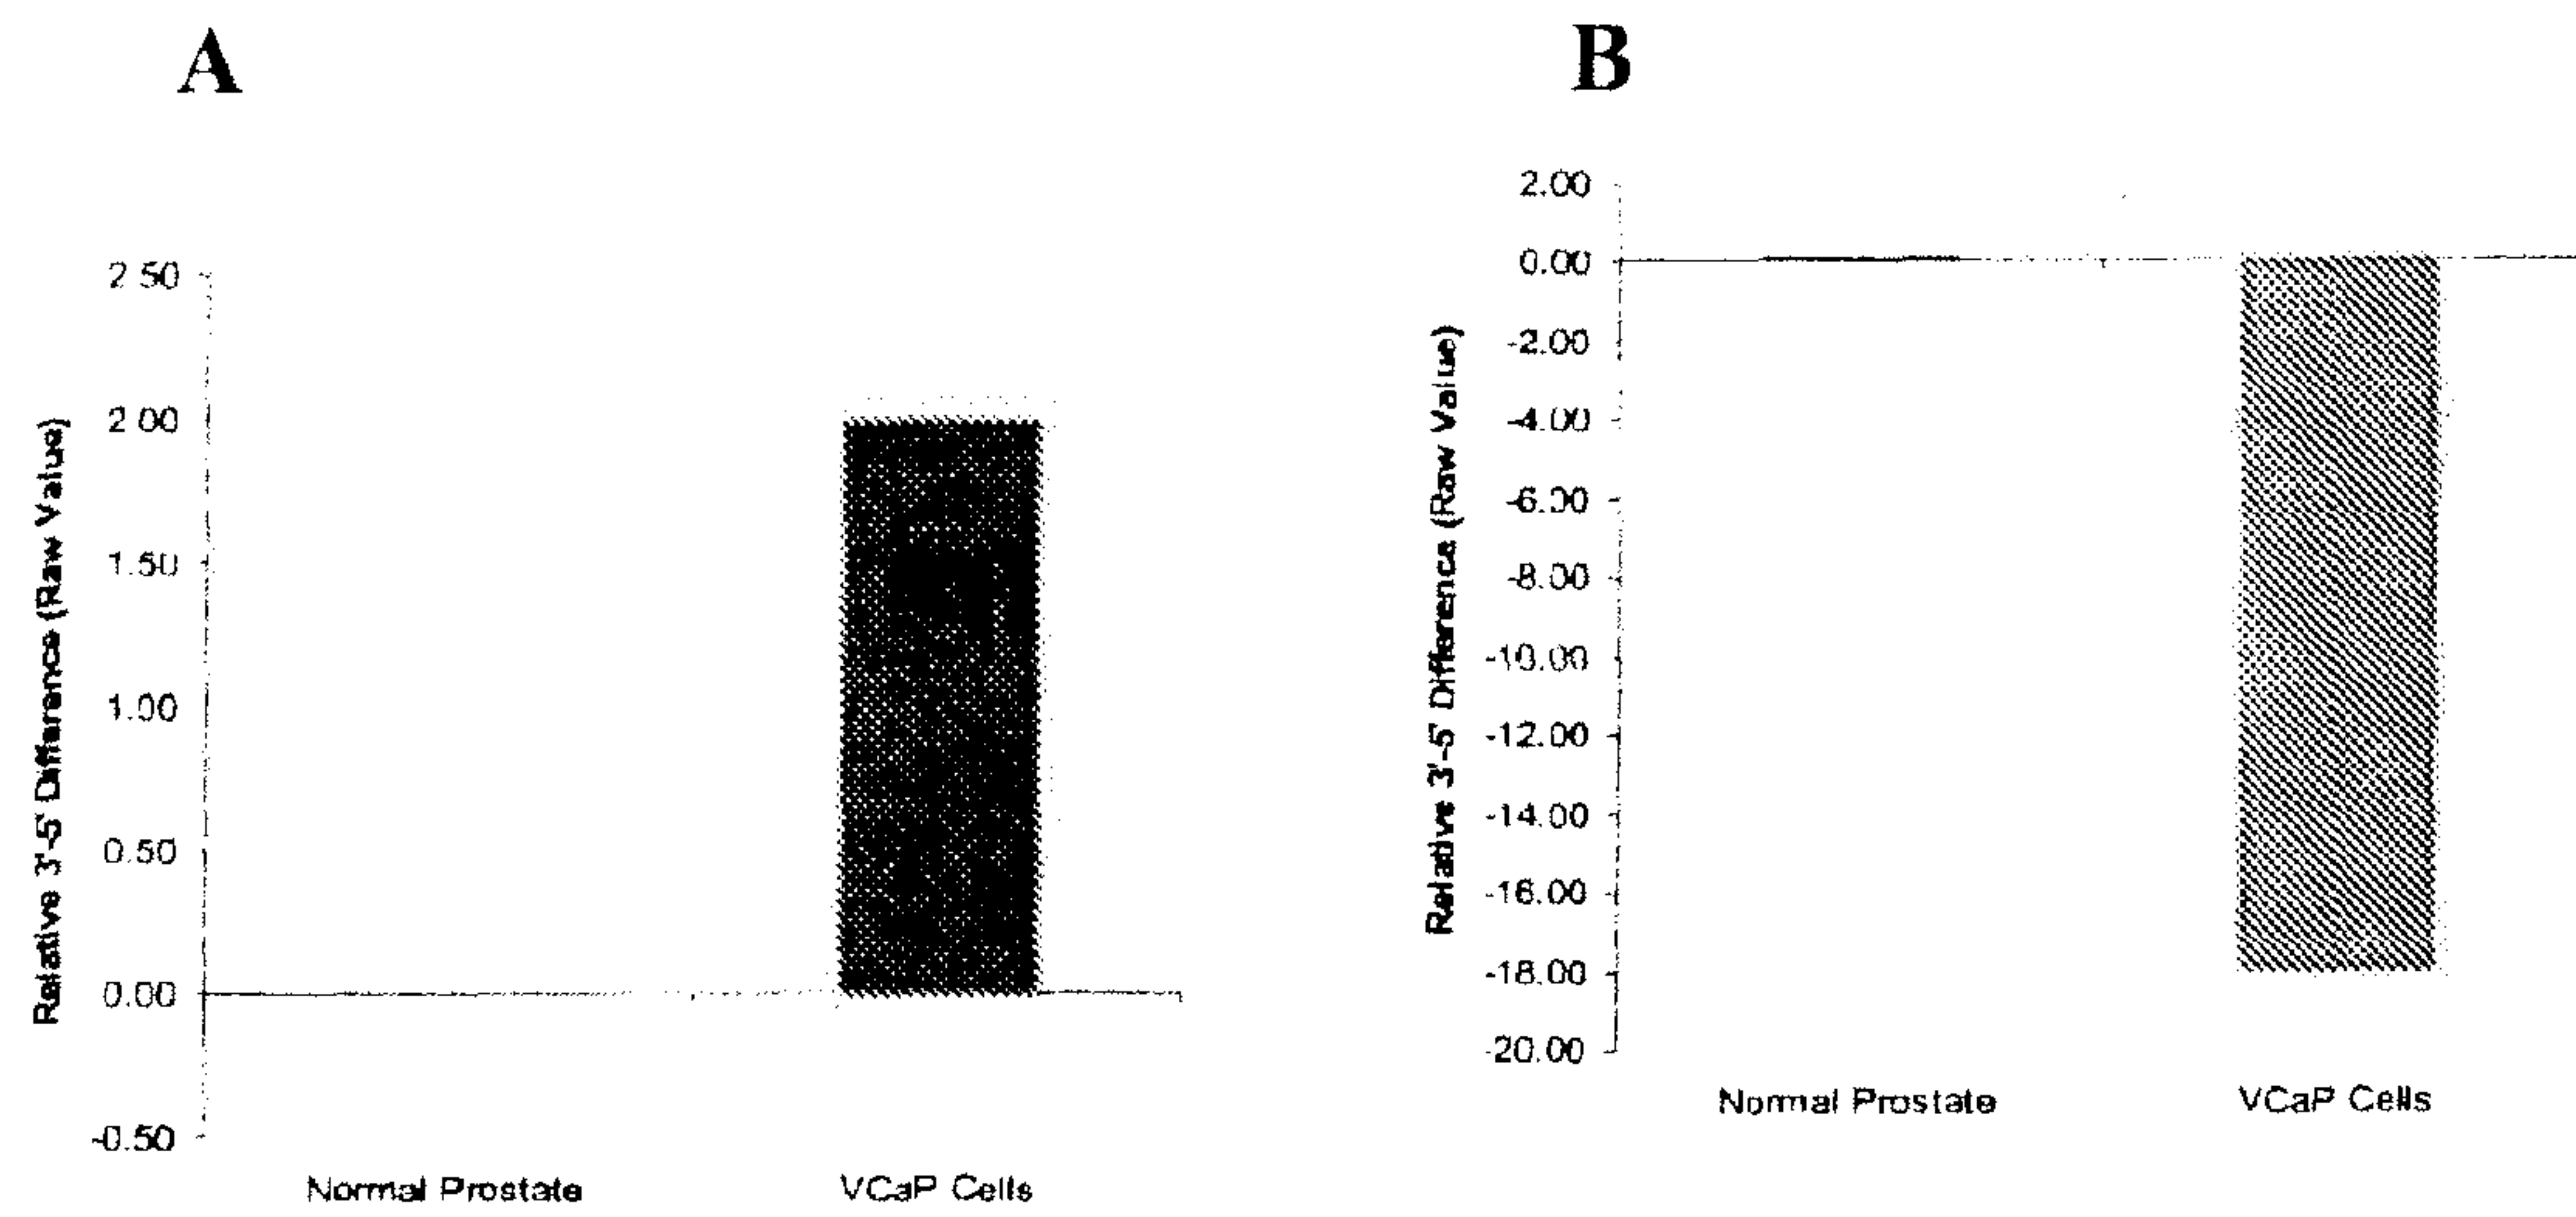 A
Relative 3'-5' Difference (Raw Value)
2.50
2.00
1.50
1.00
0.50
0.00
-0.50
Normal Prostate
VCaP Cells
B
Relative 3'-5' Difference (Raw Value)
2.00
0.00
-2.00
-4.00
-6.00
-8.00
-10.00
-12.00
-14.00
-16.00
-18.00
-20.00
Normal Prostate
VCaP Cells